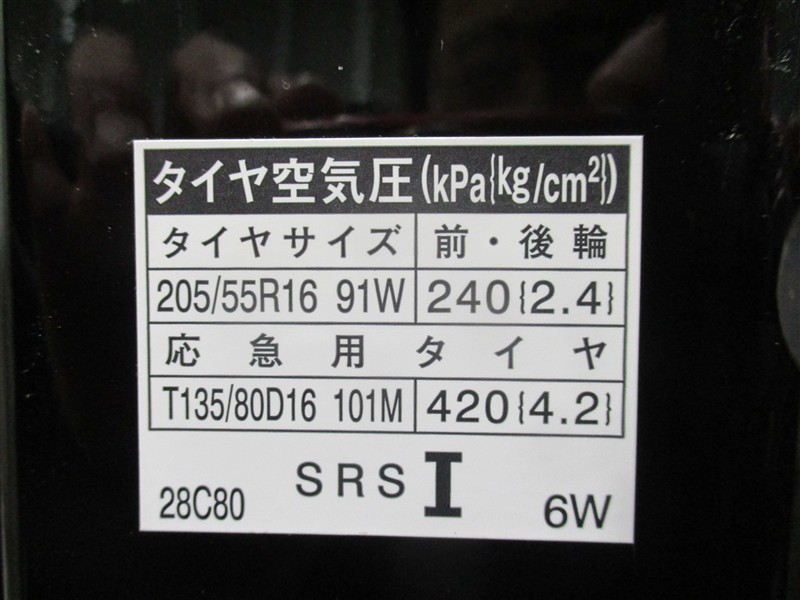 タイヤ空気圧(kPa{kg/cm²})
タイヤサイズ 前・後輪
205/55R16 91W 240{2.4}
応急用タイヤ
T135/80D16 101M 420{4.2}
SRS I
28C80 6W